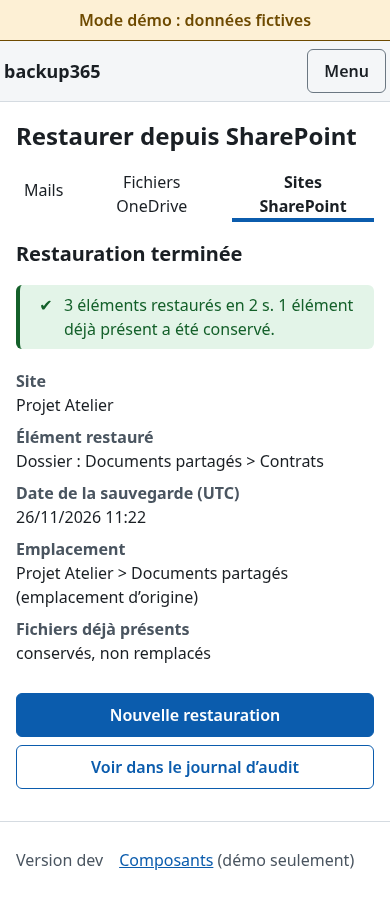 Mode démo : données fictives
backup365
Menu
Restaurer depuis SharePoint
Mails
Fichiers
OneDrive
Sites
SharePoint
Restauration terminée
✔ 3 éléments restaurés en 2 s. 1 élément
déjà présent a été conservé.
Site
Projet Atelier
Élément restauré
Dossier : Documents partagés > Contrats
Date de la sauvegarde (UTC)
26/11/2026 11:22
Emplacement
Projet Atelier > Documents partagés
(emplacement d’origine)
Fichiers déjà présents
conservés, non remplacés
Nouvelle restauration
Voir dans le journal d’audit
Version dev Composants (démo seulement)